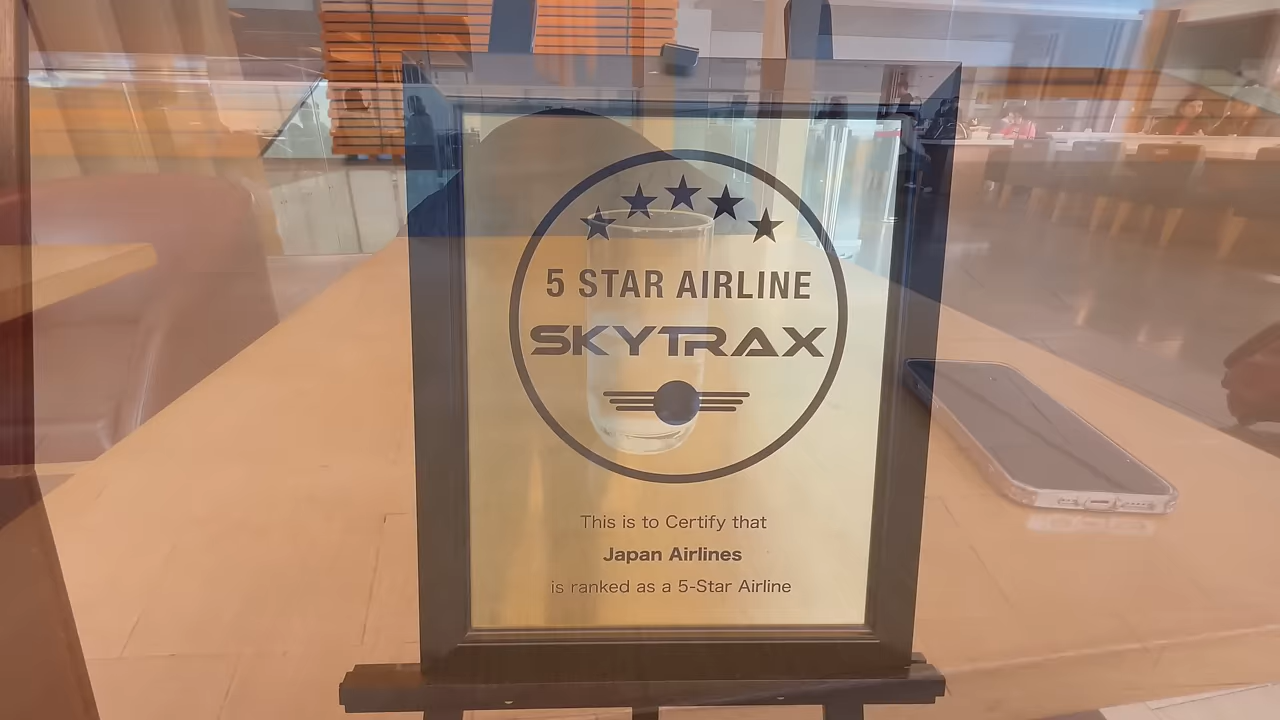 5 STAR AIRLINE
SKYTRAX
This is to Certify that
Japan Airlines
is ranked as a 5-Star Airline